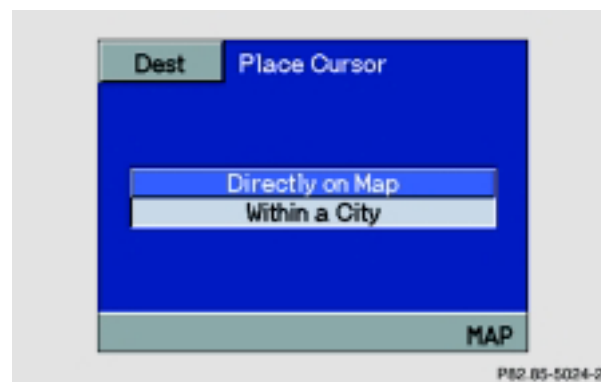 Dest Place Cursor
Directly on Map
Within a City
MAP
P82.85-5024-2